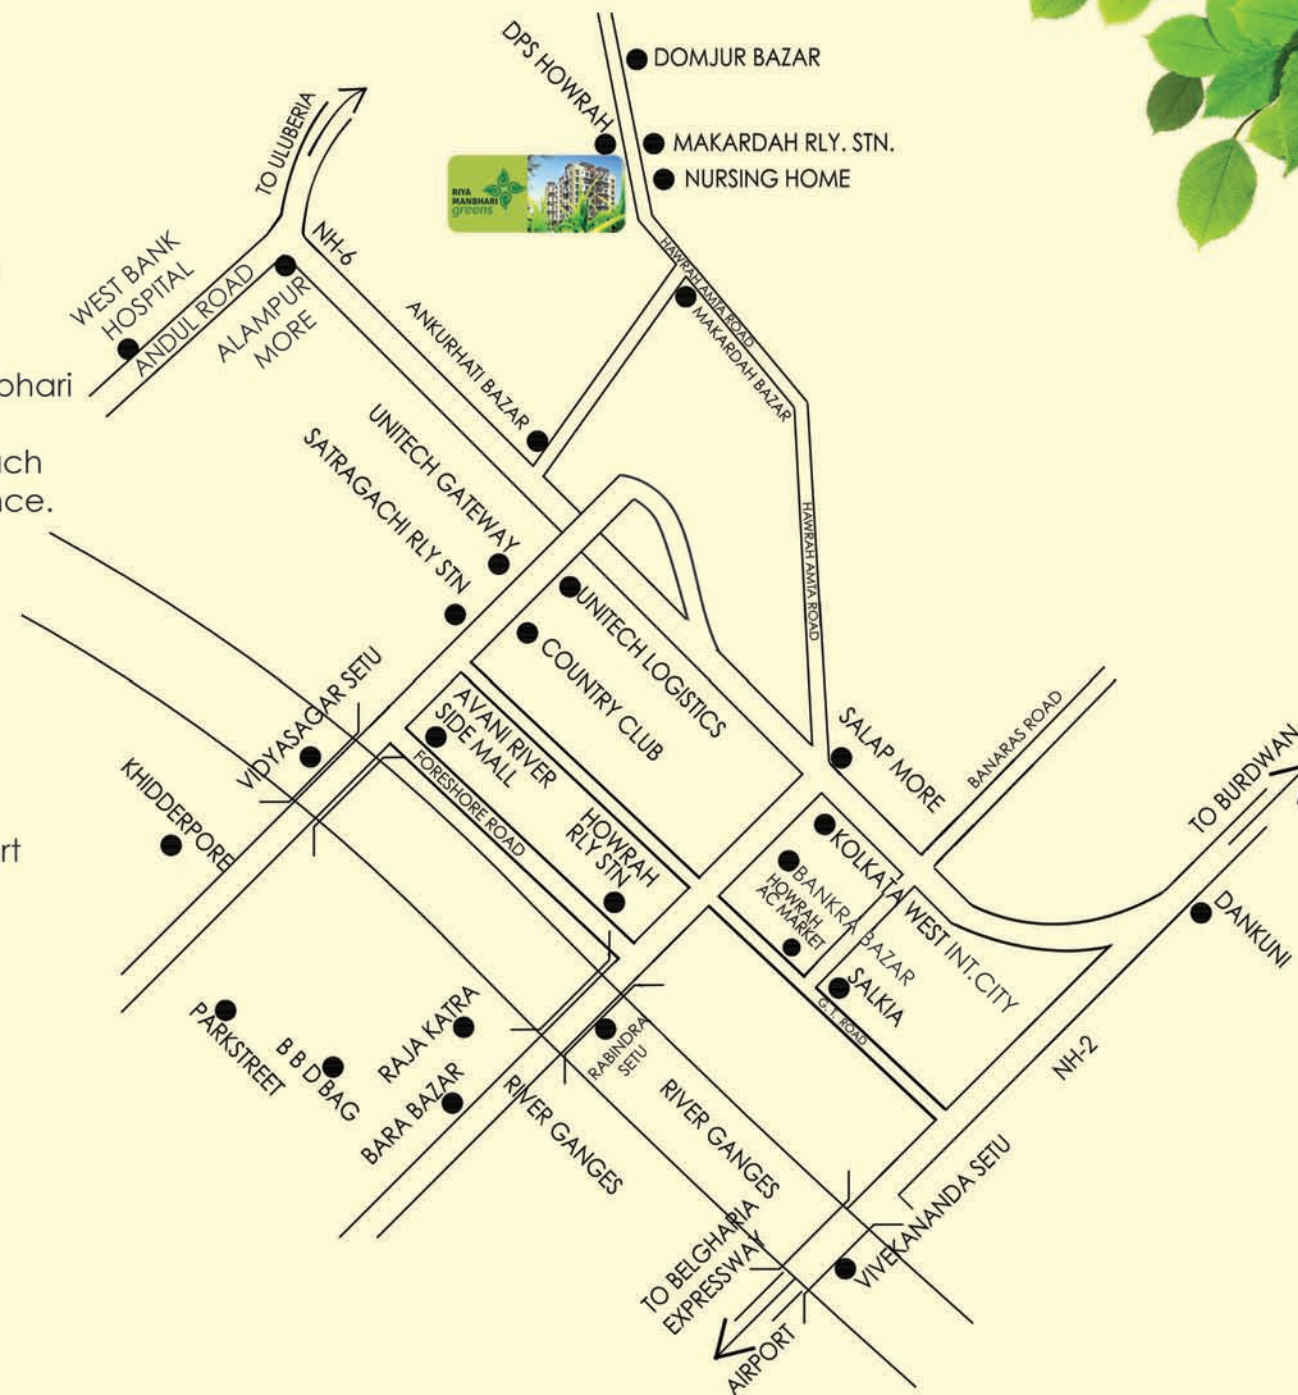 DPS HOWRAH
DOMJUR BAZAR
MAKARDAH RLY. STN.
NURSING HOME
RIYA
MANBHARI
greens
TO ULUBERIA
NH-6
HAWRAH AMTA ROAD
WEST BANK
HOSPITAL
ANDUL ROAD
ALAMPUR
MORE
ANKURHATI BAZAR
MAKARDAH BAZAR
UNITECH GATEWAY
SATRAGACHI RLY STN
HAWRAH AMTA ROAD
UNITECH LOGISTICS
COUNTRY CLUB
VIDYASAGAR SETU
AVANI RIVER
SIDE MALL
FORESHORE ROAD
HOWRAH
RLY STN
SALAP MORE
BANARAS ROAD
TO BURDWAN
KHIDDERPORE
KOLKATA WEST INT.CITY
BANKRA BAZAR
HOWRAH
AC MARKET
SALKIA
G.T. ROAD
DANKUNI
NH-2
PARKSTREET
B B D BAG
RAJA KATRA
BARA BAZAR
RABINDRA
SETU
RIVER GANGES
RIVER GANGES
VIVEKANANDA SETU
TO BELGHARIA
EXPRESSWAY
AIRPORT